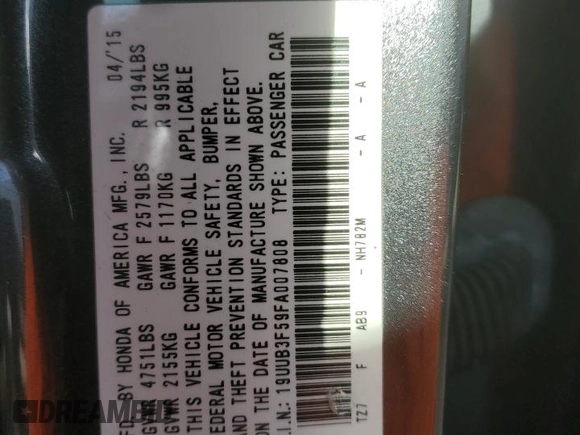 FD BY HONDA OF AMERICA MFG., INC. 04/'15
GVWR 4751LBS GAWR F 2579LBS R 2194LBS
GVWR 2155KG GAWR F 1170KG R 995KG
THIS VEHICLE CONFORMS TO ALL APPLICABLE
FEDERAL MOTOR VEHICLE SAFETY, BUMPER,
AND THEFT PREVENTION STANDARDS IN EFFECT
ON THE DATE OF MANUFACTURE SHOWN ABOVE.
V.I.N.: 19UUB3F59FA007808 TYPE: PASSENGER CAR
TZ7 F AB9 - NH782M - A - A
DREAMBID